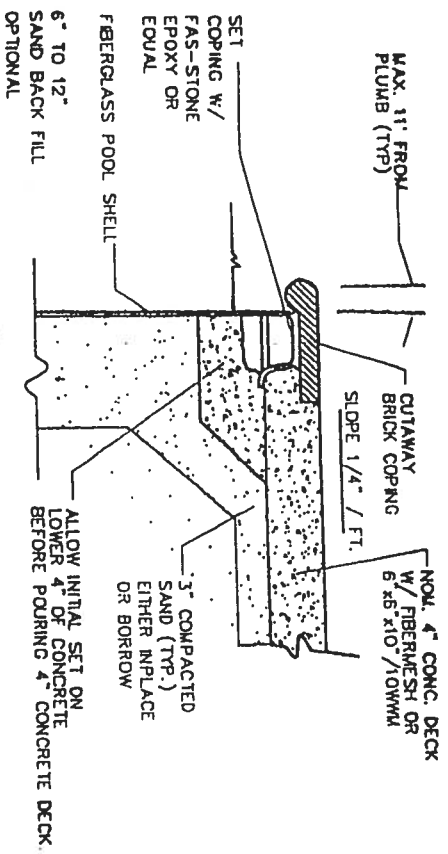 MAX. 11' FROM
PLUMB (TYP)
SET
COPING W/
FAS-STONE
EPOXY OR
EQUAL
FIBERGLASS POOL SHELL
6" TO 12"
SAND BACK FILL
OPTIONAL
CUTAWAY
BRICK COPING
SLOPE 1/4" / FT.
NOM. 4" CONC. DECK
W/ FIBERMESH OR
6"x6"x10"/10WWM
3" COMPACTED
SAND (TYP.)
EITHER INPLACE
OR BORROW
ALLOW INITIAL SET ON
LOWER 4" OF CONCRETE
BEFORE POURING 4" CONCRETE DECK.